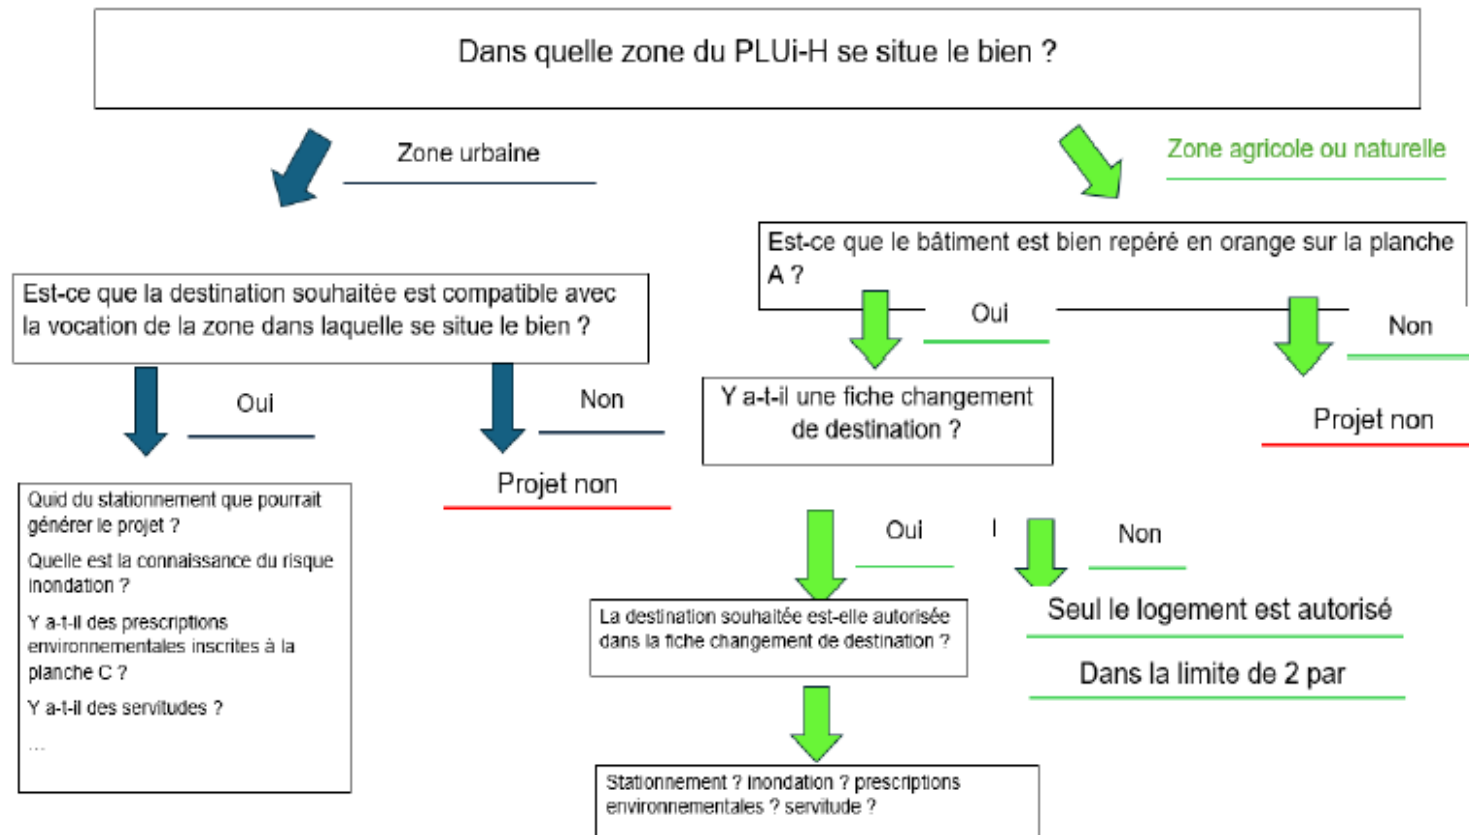 Dans quelle zone du PLUi-H se situe le bien ?
Zone urbaine
Zone agricole ou naturelle
Est-ce que la destination souhaitée est compatible avec
la vocation de la zone dans laquelle se situe le bien ?
Oui
Non
Quid du stationnement que pourrait
générer le projet ?
Quelle est la connaissance du risque
inondation ?
Y a-t-il des prescriptions
environnementales inscrites à la
planche C ?
Y a-t-il des servitudes ?
...
Projet non
Est-ce que le bâtiment est bien repéré en orange sur la planche
A ?
Oui
Non
Y a-t-il une fiche changement
de destination ?
Projet non
Oui
Non
La destination souhaitée est-elle autorisée
dans la fiche changement de destination ?
Seul le logement est autorisé
Dans la limite de 2 par
Stationnement ? inondation ? prescriptions
environnementales ? servitude ?